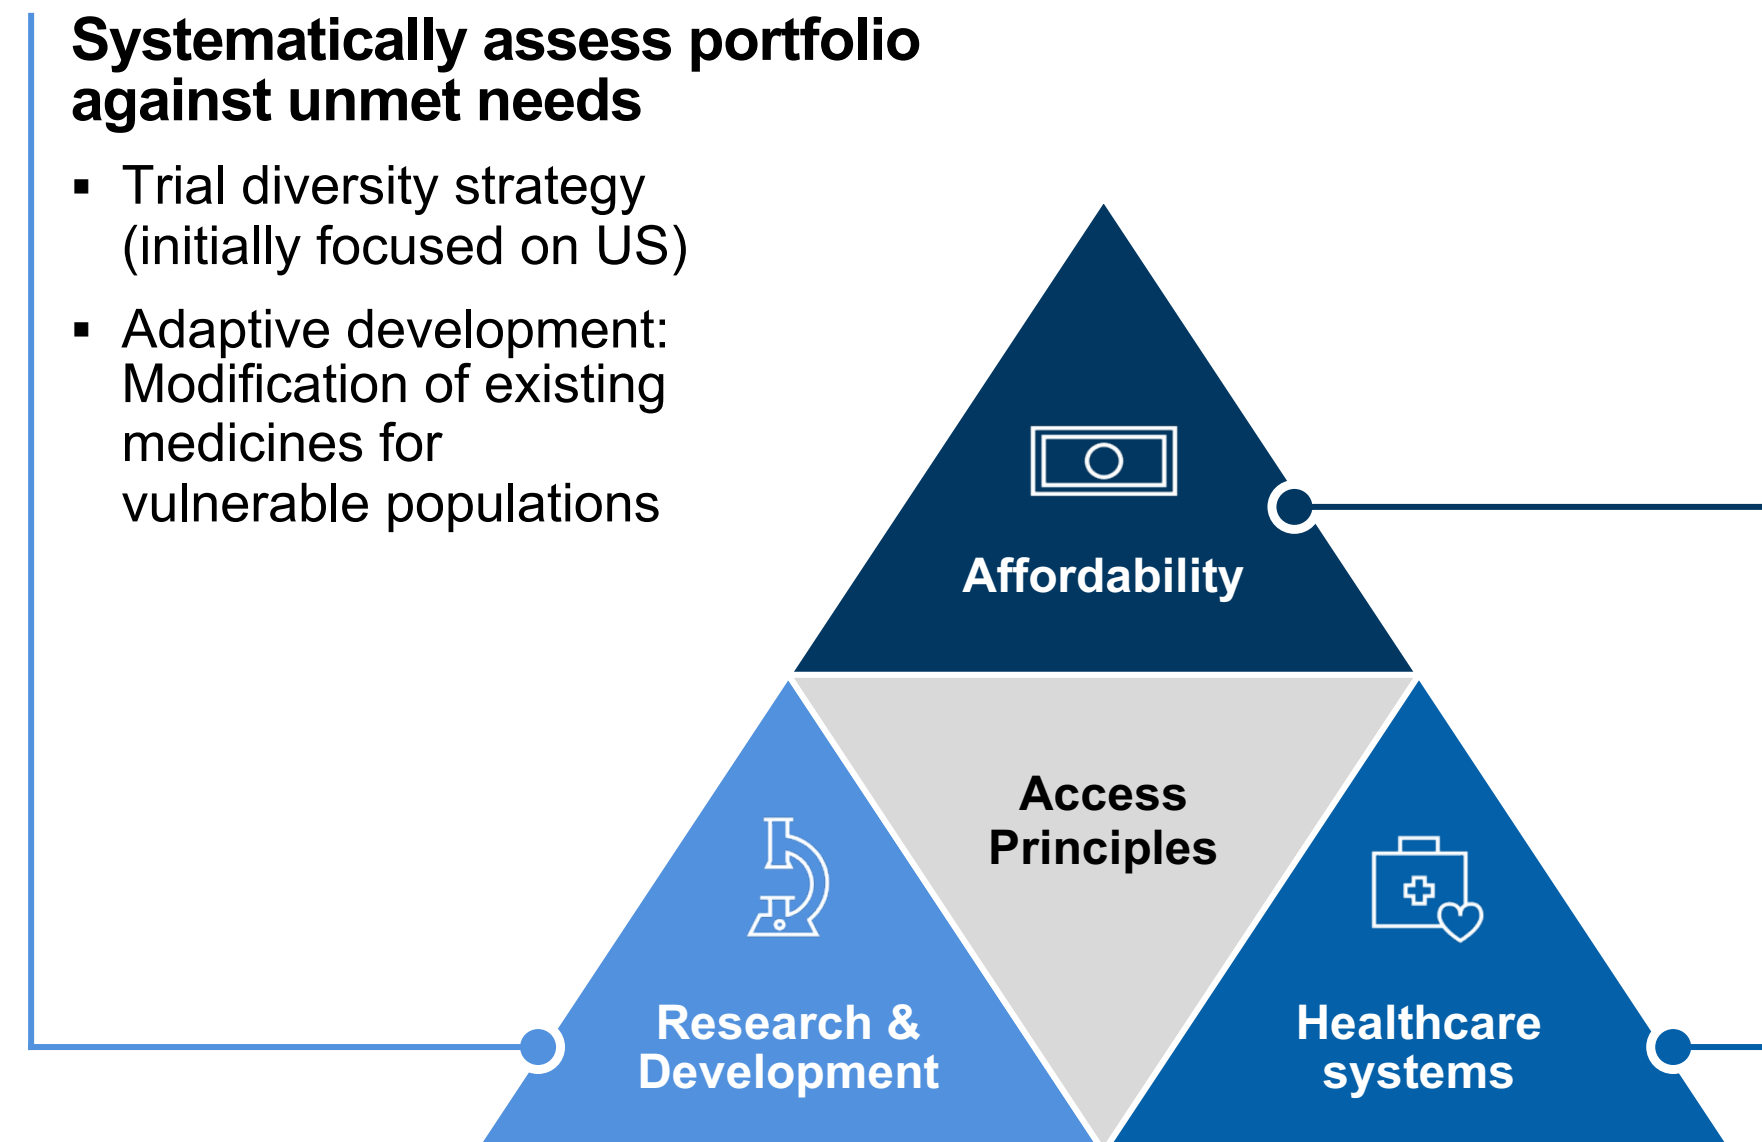 Systematically assess portfolio
against unmet needs
▪ Trial diversity strategy
(initially focused on US)
▪ Adaptive development:
Modification of existing
medicines for
vulnerable populations
Affordability
Access
Principles
Research &
Development
Healthcare
systems